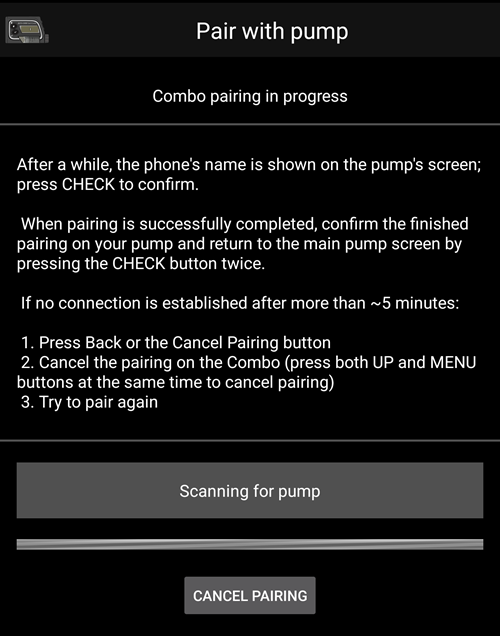 Pair with pump
Combo pairing in progress
After a while, the phone's name is shown on the pump's screen;
press CHECK to confirm.
When pairing is successfully completed, confirm the finished
pairing on your pump and return to the main pump screen by
pressing the CHECK button twice.
If no connection is established after more than ~5 minutes:
1. Press Back or the Cancel Pairing button
2. Cancel the pairing on the Combo (press both UP and MENU
buttons at the same time to cancel pairing)
3. Try to pair again
Scanning for pump
CANCEL PAIRING